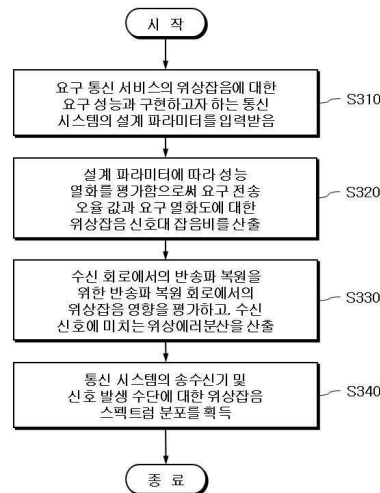 시 작
요구 통신 서비스의 위상잡음에 대한
요구 성능과 구현하고자 하는 통신
시스템의 설계 파라미터를 입력받음
S310
설계 파라미터에 따라 성능
열화를 평가함으로써 요구 전송
오율 값과 요구 열화도에 대한
위상잡음 신호대 잡음비를 산출
S320
수신 회로에서의 반송파 복원을
위한 반송파 복원 회로에서의
위상잡음 영향을 평가하고, 수신
신호에 미치는 위상에러분산을 산출
S330
통신 시스템의 송수신기 및
신호 발생 수단에 대한 위상잡음
스펙트럼 분포를 획득
S340
종 료